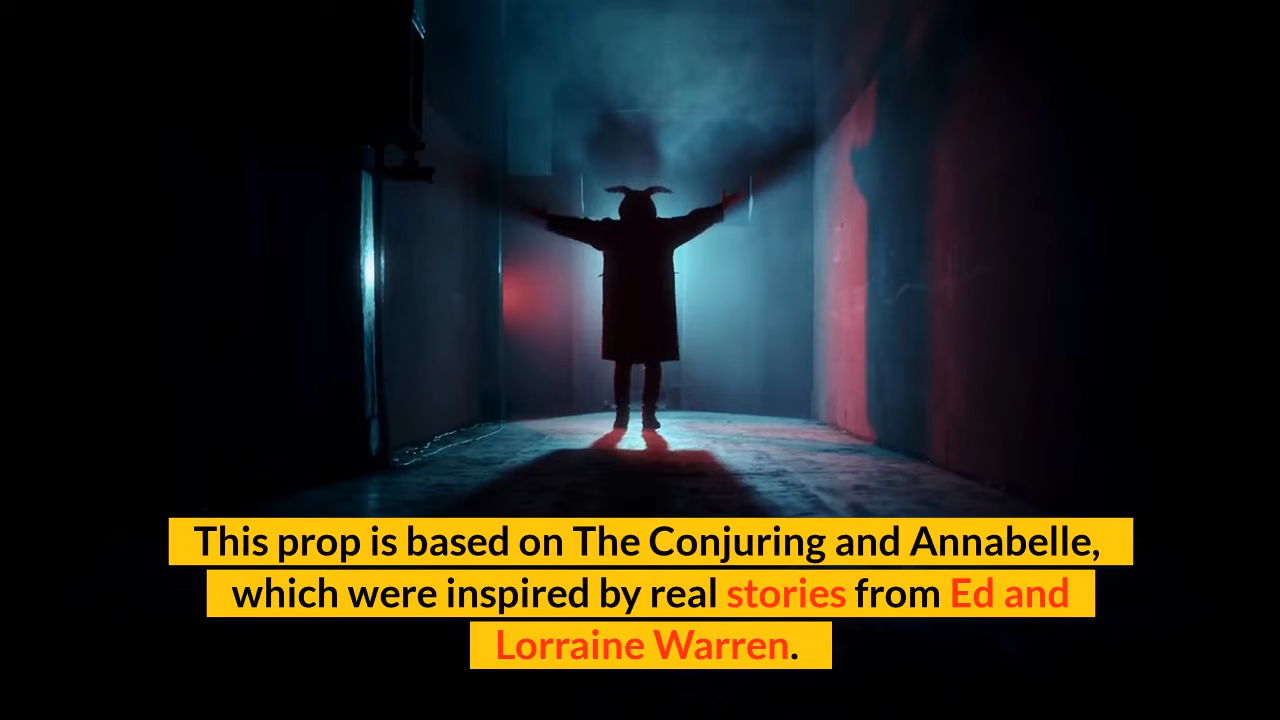 This prop is based on The Conjuring and Annabelle,
which were inspired by real stories from Ed and
Lorraine Warren.